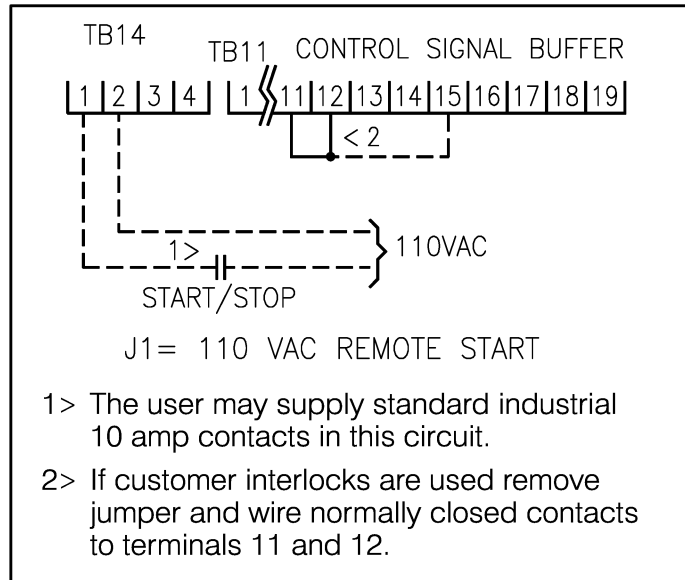 TB14
TB11 CONTROL SIGNAL BUFFER
1 2 3 4 1 11 12 13 14 15 16 17 18 19
< 2
1>
110VAC
START/STOP
J1= 110 VAC REMOTE START
1> The user may supply standard industrial
10 amp contacts in this circuit.
2> If customer interlocks are used remove
jumper and wire normally closed contacts
to terminals 11 and 12.